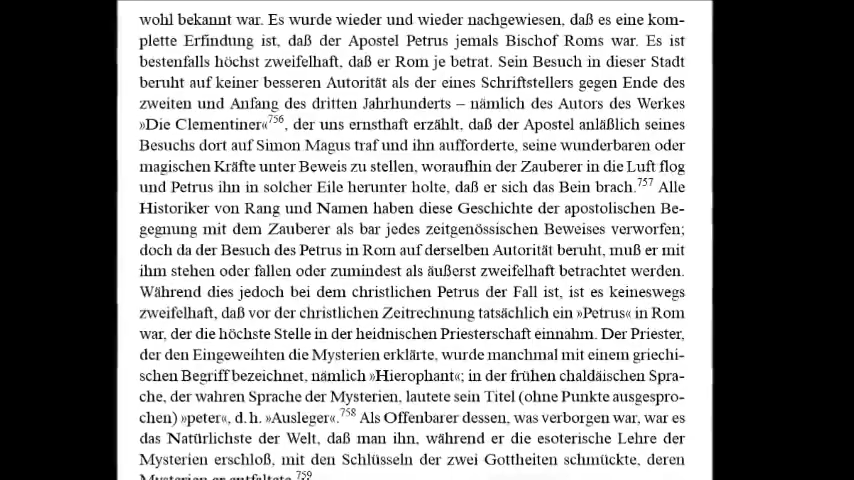 wohl bekannt war. Es wurde wieder und wieder nachgewiesen, daß es eine kom-
plette Erfindung ist, daß der Apostel Petrus jemals Bischof Roms war. Es ist
bestenfalls höchst zweifelhaft, daß er Rom je betrat. Sein Besuch in dieser Stadt
beruht auf keiner besseren Autorität als der eines Schriftstellers gegen Ende des
zweiten und Anfang des dritten Jahrhunderts – nämlich des Autors des Werkes
»Die Clementiner«756, der uns ernsthaft erzählt, daß der Apostel anläßlich seines
Besuchs dort auf Simon Magus traf und ihn aufforderte, seine wunderbaren oder
magischen Kräfte unter Beweis zu stellen, woraufhin der Zauberer in die Luft flog
und Petrus ihn in solcher Eile herunter holte, daß er sich das Bein brach.757 Alle
Historiker von Rang und Namen haben diese Geschichte der apostolischen Be-
gegnung mit dem Zauberer als bar jedes zeitgenössischen Beweises verworfen;
doch da der Besuch des Petrus in Rom auf derselben Autorität beruht, muß er mit
ihm stehen oder fallen oder zumindest als äußerst zweifelhaft betrachtet werden.
Während dies jedoch bei dem christlichen Petrus der Fall ist, ist es keineswegs
zweifelhaft, daß vor der christlichen Zeitrechnung tatsächlich ein »Petrus« in Rom
war, der die höchste Stelle in der heidnischen Priesterschaft einnahm. Der Priester,
der den Eingeweihten die Mysterien erklärte, wurde manchmal mit einem griechi-
schen Begriff bezeichnet, nämlich »Hierophant«; in der frühen chaldäischen Spra-
che, der wahren Sprache der Mysterien, lautete sein Titel (ohne Punkte ausgespro-
chen) »peter«, d. h. »Ausleger«.758 Als Offenbarer dessen, was verborgen war, war es
das Natürlichste der Welt, daß man ihn, während er die esoterische Lehre der
Mysterien erschloß, mit den Schlüsseln der zwei Gottheiten schmückte, deren
Mysterien er entfaltete.759